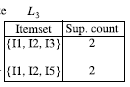 L3
Itemset Sup. count
{I1, I2, I3} 2
{I1, I2, I5} 2